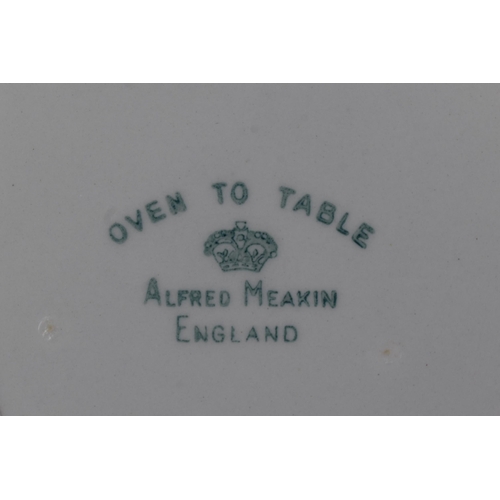 OVEN TO TABLE
ALFRED MEAKIN
ENGLAND